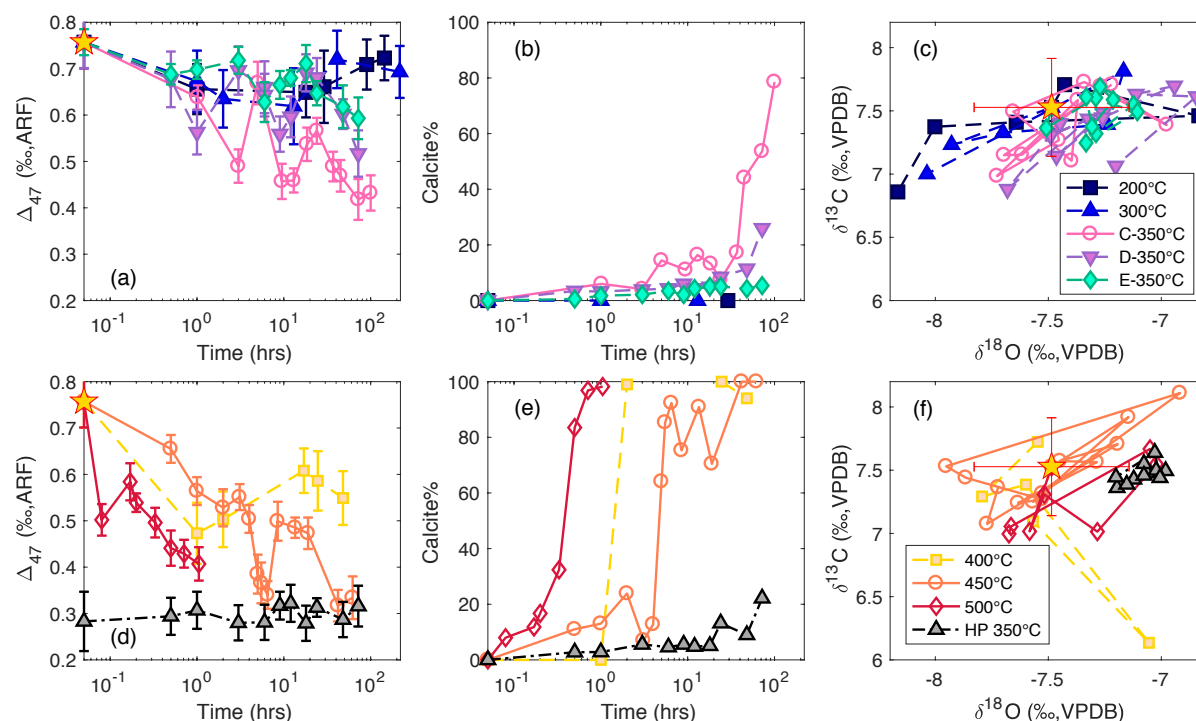 0.8
0.7
0.6
0.5
0.4
0.3
0.2
Δ47 (‰,ARF)
(a)
10⁻¹ 10⁰ 10¹ 10²
Time (hrs)
100
80
60
40
20
0
Calcite%
(b)
10⁻¹ 10⁰ 10¹ 10²
Time (hrs)
8
7.5
7
6.5
6
δ¹³C (‰,VPDB)
(c)
200°C
300°C
C-350°C
D-350°C
E-350°C
-8 -7.5 -7
δ¹⁸O (‰,VPDB)
0.8
0.7
0.6
0.5
0.4
0.3
0.2
Δ47 (‰,ARF)
(d)
10⁻¹ 10⁰ 10¹ 10²
Time (hrs)
100
80
60
40
20
0
Calcite%
(e)
10⁻¹ 10⁰ 10¹ 10²
Time (hrs)
8
7.5
7
6.5
6
δ¹³C (‰,VPDB)
(f)
400°C
450°C
500°C
HP 350°C
-8 -7.5 -7
δ¹⁸O (‰,VPDB)